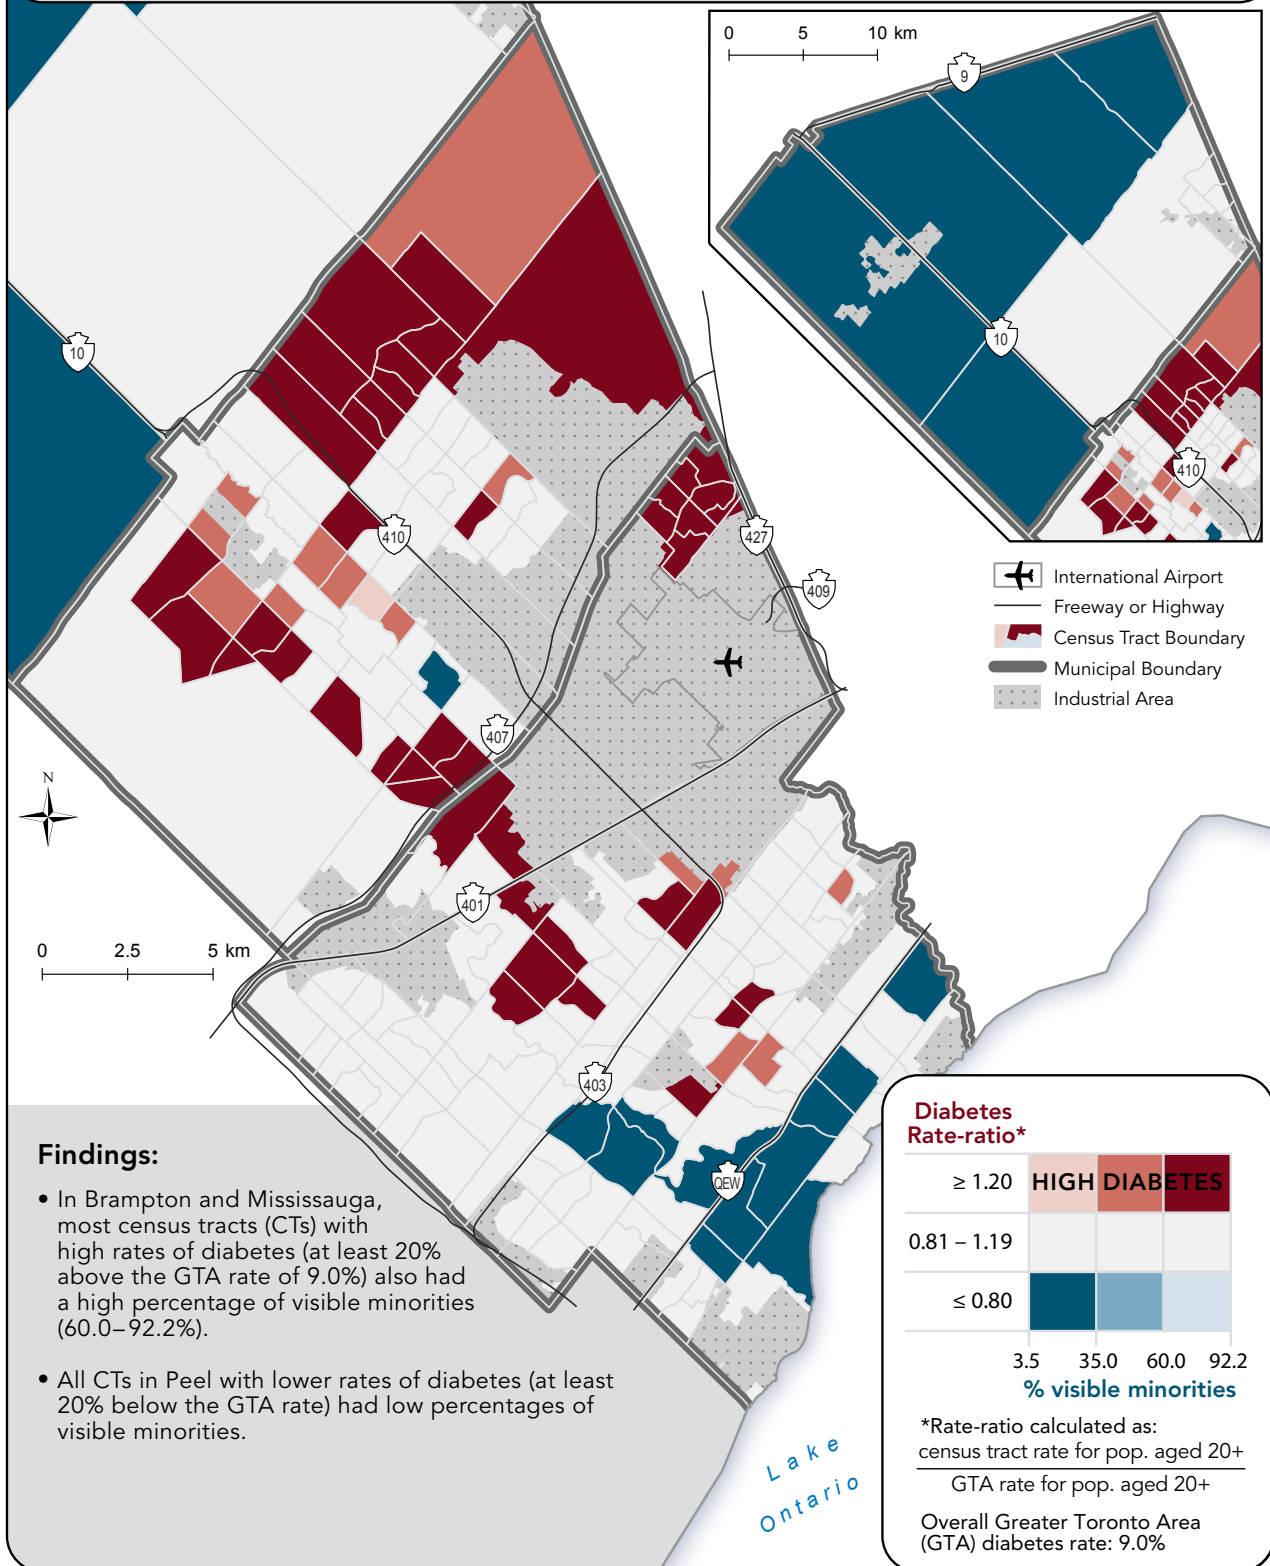 0 5 10 km
9
10
410
10
410
427
409
407
401
403
QEW
International Airport
Freeway or Highway
Census Tract Boundary
Municipal Boundary
Industrial Area
N
0 2.5 5 km
Findings:
• In Brampton and Mississauga,
most census tracts (CTs) with
high rates of diabetes (at least 20%
above the GTA rate of 9.0%) also had
a high percentage of visible minorities
(60.0–92.2%).
• All CTs in Peel with lower rates of diabetes (at least
20% below the GTA rate) had low percentages of
visible minorities.
Lake
Ontario
Diabetes
Rate-ratio*
≥ 1.20 HIGH DIABETES
0.81 – 1.19
≤ 0.80
3.5 35.0 60.0 92.2
% visible minorities
*Rate-ratio calculated as:
census tract rate for pop. aged 20+
GTA rate for pop. aged 20+
Overall Greater Toronto Area
(GTA) diabetes rate: 9.0%